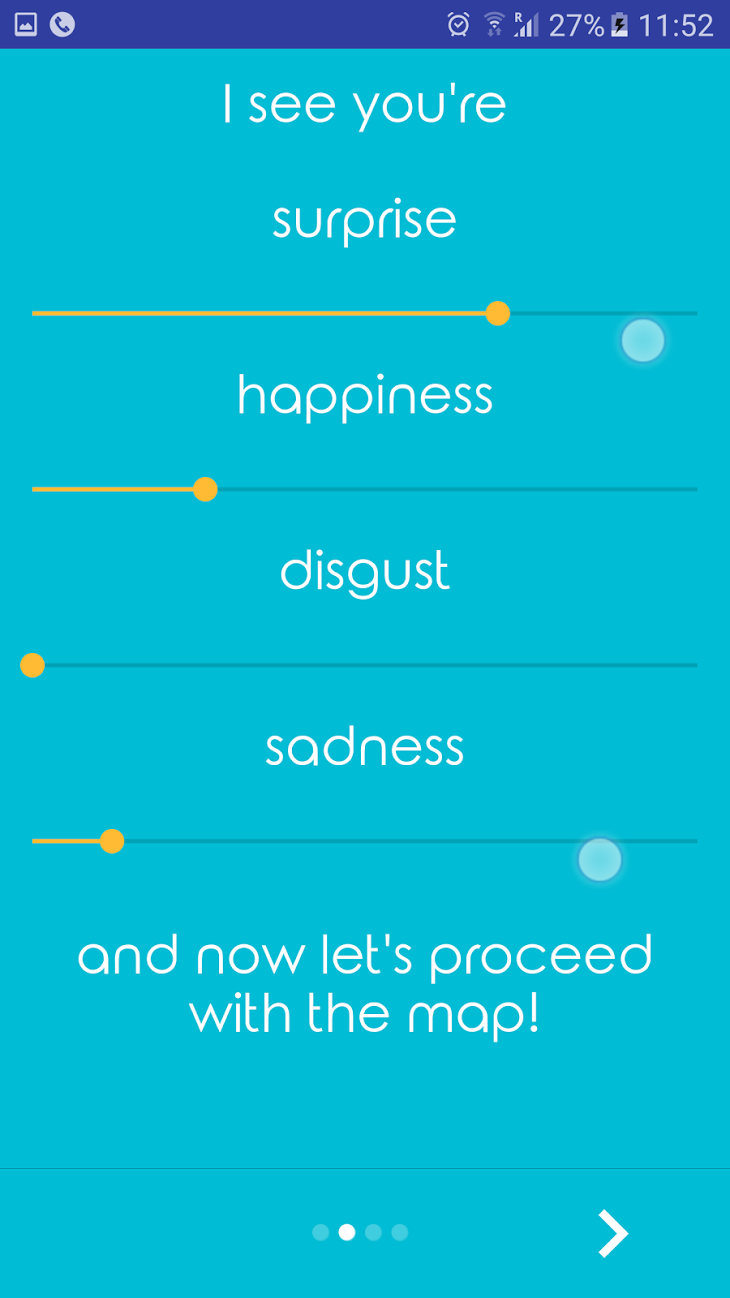 R 27% 11:52
I see you're
surprise
happiness
disgust
sadness
and now let's proceed
with the map!